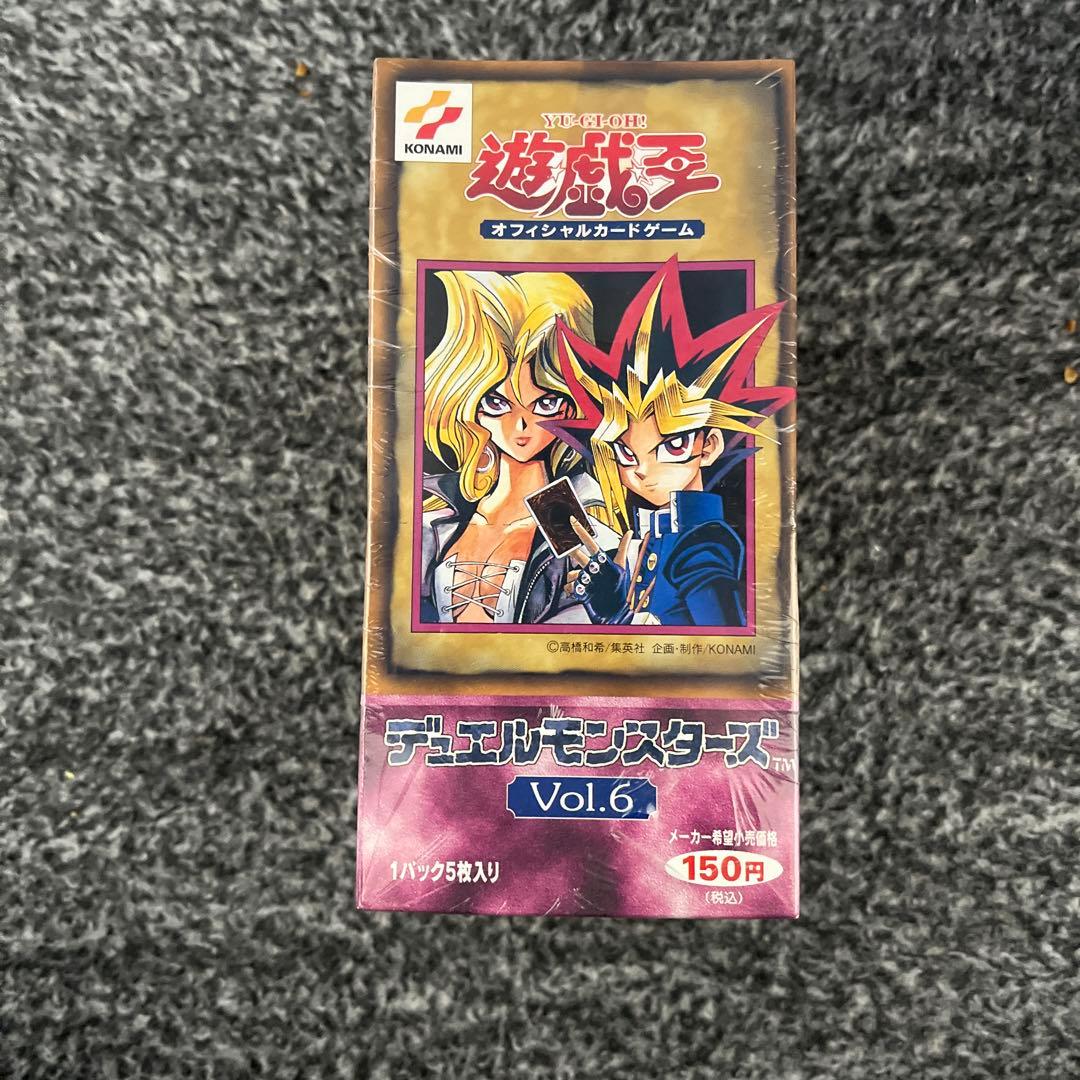 KONAMI
YU-GI-OH!
遊☆戯☆王
オフィシャルカードゲーム
©高橋和希/集英社 企画・制作/KONAMI
デュエルモンスターズ™
Vol.6
メーカー希望小売価格
1パック5枚入り
150円
(税込)